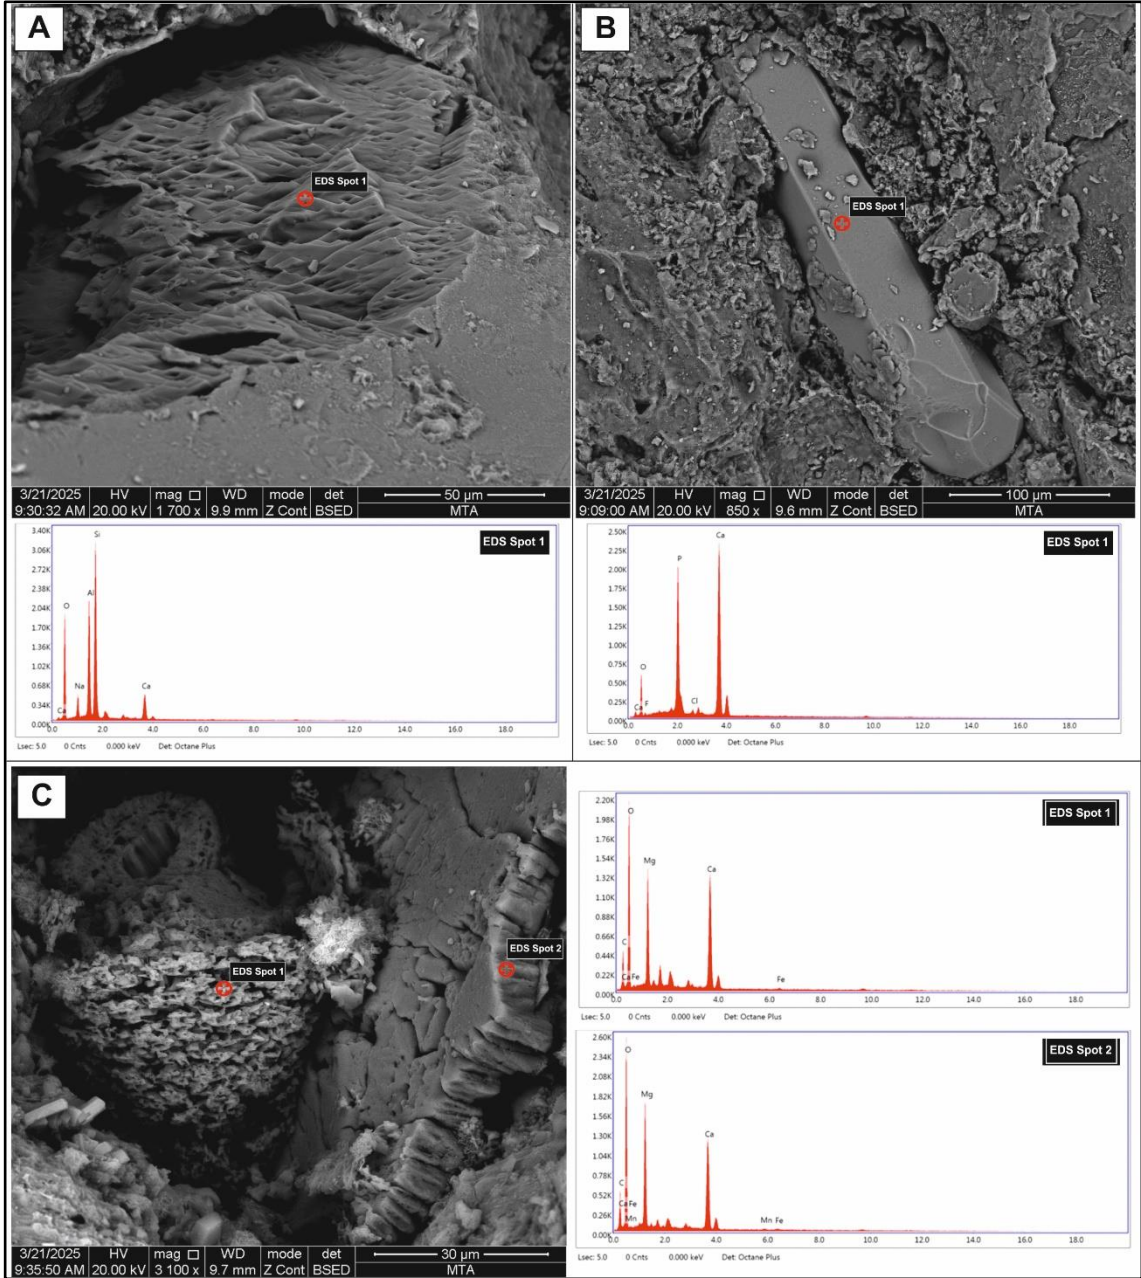 A
EDS Spot 1
3/21/2025 HV mag □ WD mode det 50 µm
9:30:32 AM 20.00 kV 1 700 x 9.9 mm Z Cont BSED MTA
EDS Spot 1
3.40K
3.06K
2.72K
2.38K
2.04K
1.70K
1.36K
1.02K
0.68K
0.34K
0.00K
Si
Al
O
Na
Ca
Ca
0.0 2.0 4.0 6.0 8.0 10.0 12.0 14.0 16.0 18.0
Lsec: 5.0 0 Cnts 0.000 keV Det: Octane Plus
B
EDS Spot 1
3/21/2025 HV mag □ WD mode det 100 µm
9:09:00 AM 20.00 kV 850 x 9.6 mm Z Cont BSED MTA
EDS Spot 1
2.50K
2.25K
2.00K
1.75K
1.50K
1.25K
1.00K
0.75K
0.50K
0.25K
0.00K
Ca
P
O
Ca F
Cl
0.0 2.0 4.0 6.0 8.0 10.0 12.0 14.0 16.0 18.0
Lsec: 5.0 0 Cnts 0.000 keV Det: Octane Plus
C
EDS Spot 2
EDS Spot 1
3/21/2025 HV mag □ WD mode det 30 µm
9:35:50 AM 20.00 kV 3 100 x 9.7 mm Z Cont BSED MTA
EDS Spot 1
2.20K
1.98K
1.76K
1.54K
1.32K
1.10K
0.88K
0.66K
0.44K
0.22K
0.00K
O
Mg
Ca
C
Ca Fe
Fe
0.0 2.0 4.0 6.0 8.0 10.0 12.0 14.0 16.0 18.0
Lsec: 5.0 0 Cnts 0.000 keV Det: Octane Plus
EDS Spot 2
2.60K
2.34K
2.08K
1.82K
1.56K
1.30K
1.04K
0.78K
0.52K
0.26K
0.00K
O
Mg
Ca
C
Ca Fe
Mn
Mn Fe
0.0 2.0 4.0 6.0 8.0 10.0 12.0 14.0 16.0 18.0
Lsec: 5.0 0 Cnts 0.000 keV Det: Octane Plus